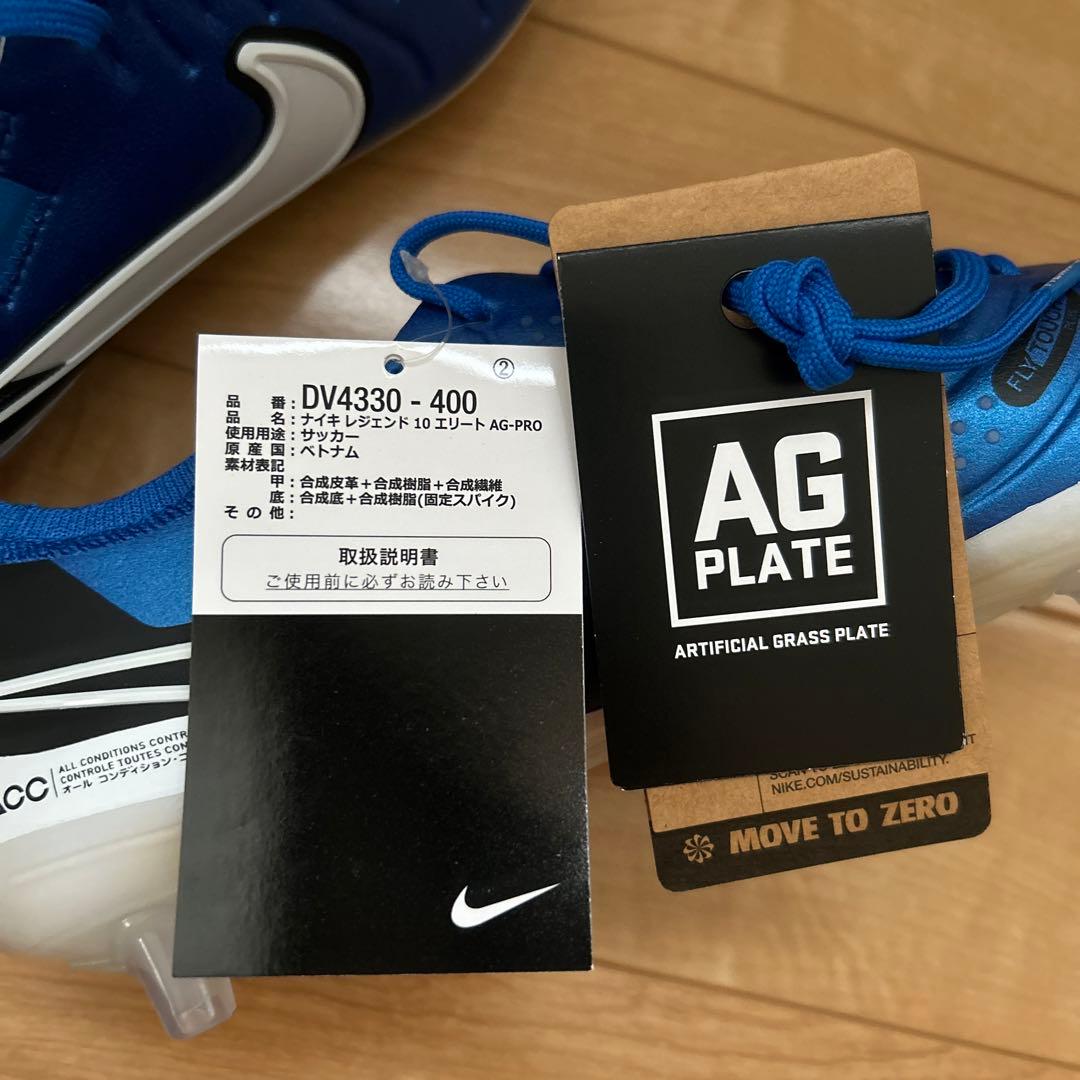 ②
品番:DV4330 - 400
品名:ナイキ レジェンド 10 エリート AG-PRO
使用用途:サッカー
原産国:ベトナム
素材表記
甲:合成皮革+合成樹脂+合成繊維
底:合成底+合成樹脂(固定スパイク)
その他:
取扱説明書
ご使用前に必ずお読み下さい
AG
PLATE
ARTIFICIAL GRASS PLATE
FLYTOUCH
ACC
ALL CONDITIONS CONTR
CONTROLE TOUTES CON
オール コンディション・コ
NIKE.COM/SUSTAINABILITY.
MOVE TO ZERO